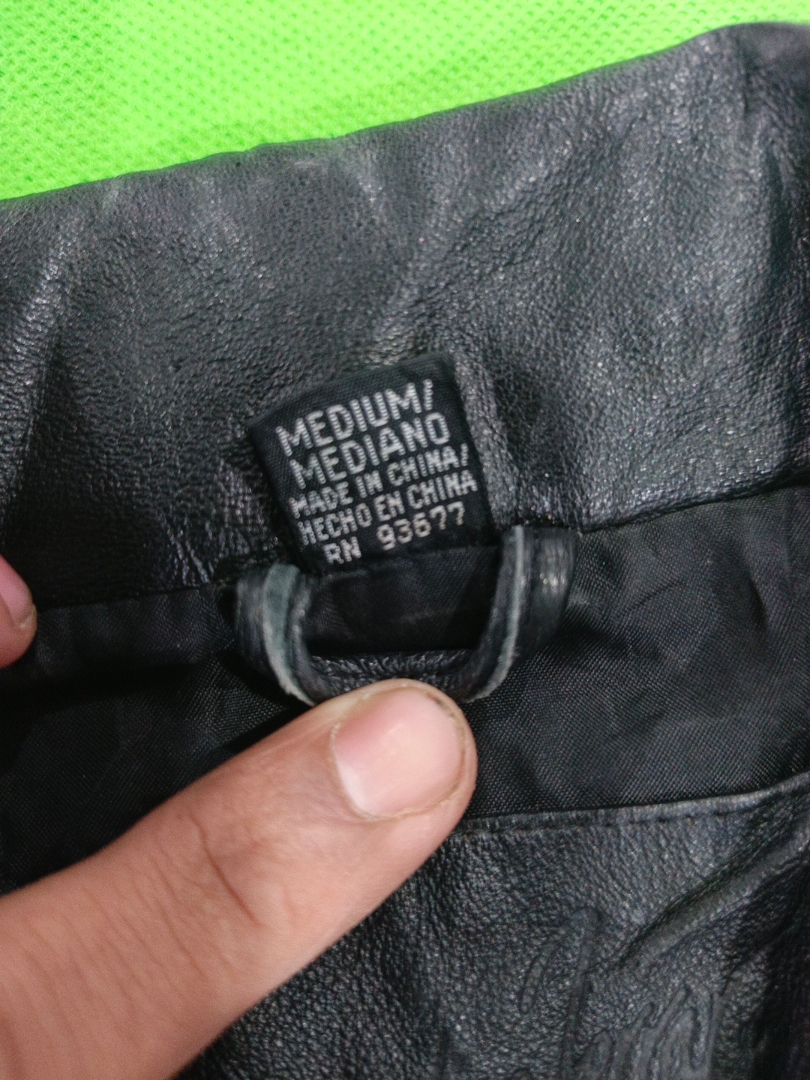 MEDIUM/
MEDIANO
MADE IN CHINA/
HECHO EN CHINA
RN 93677